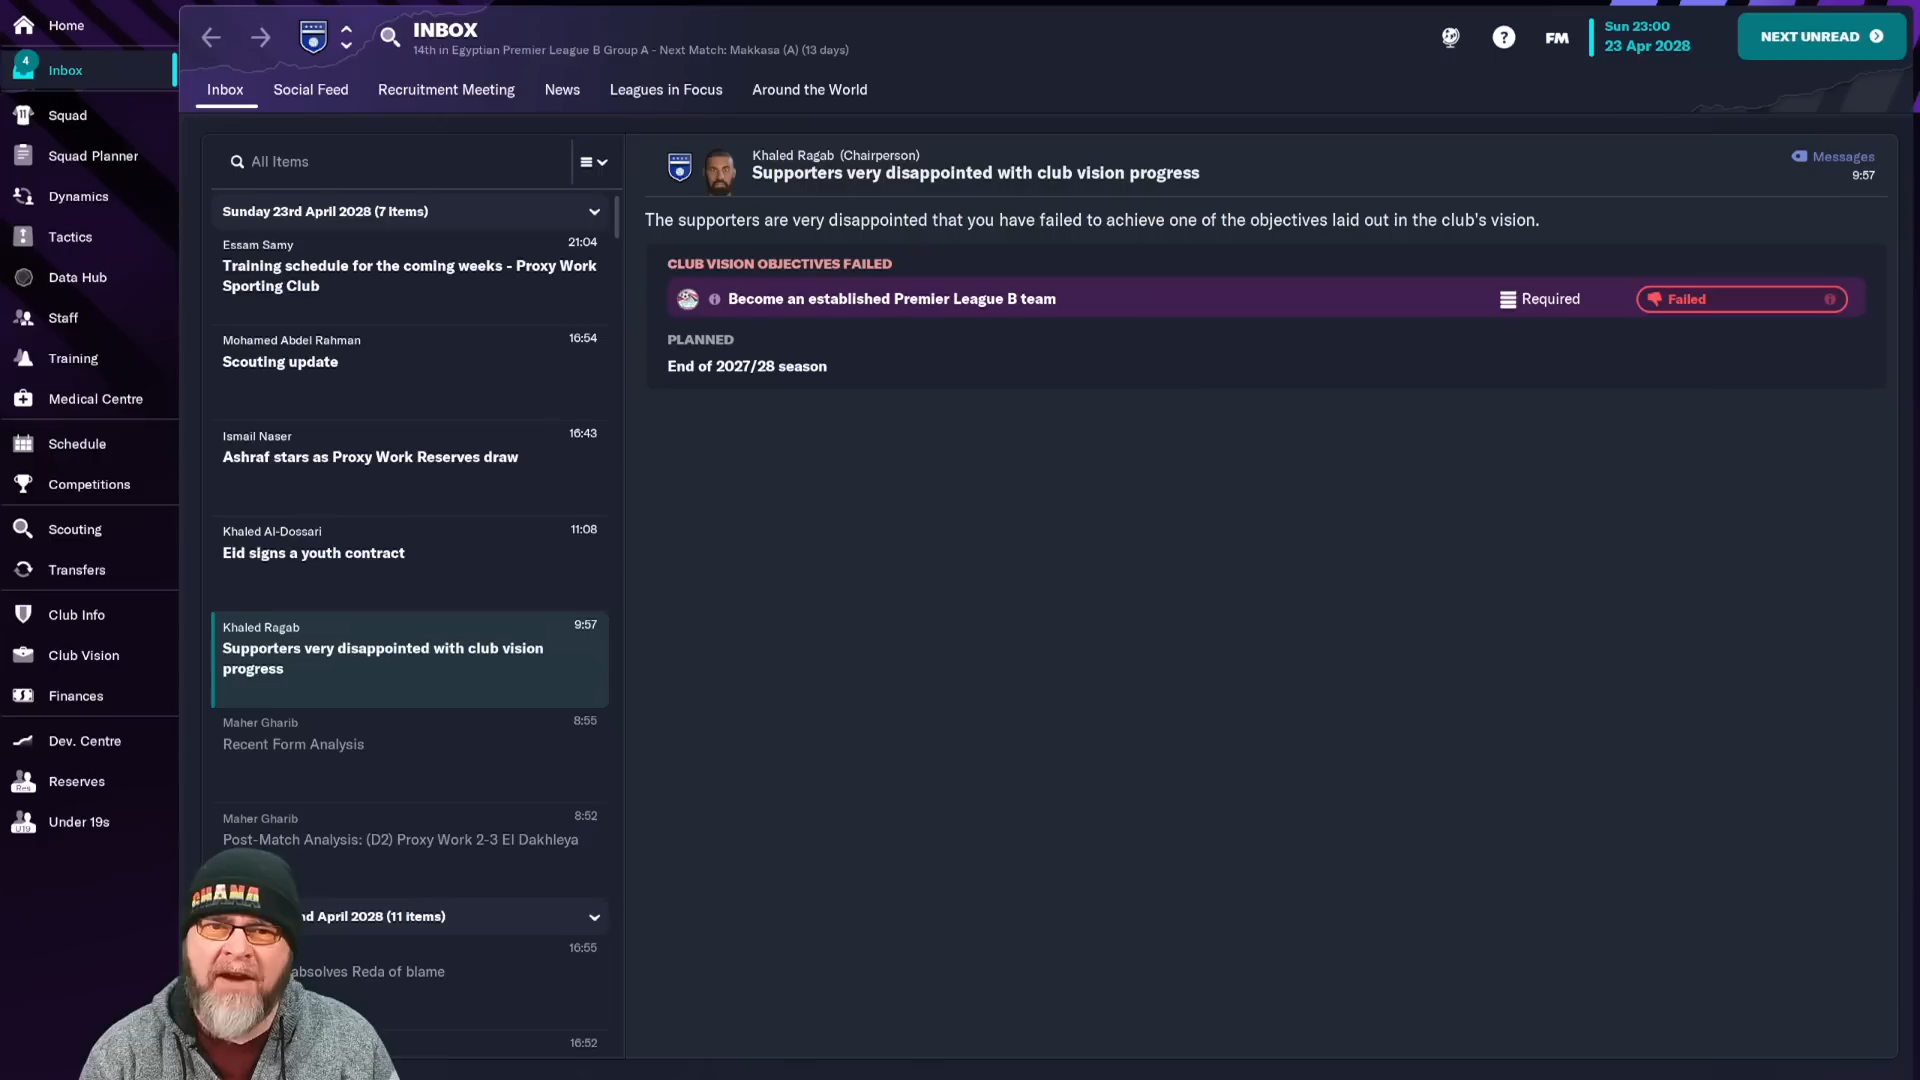 Home
4
Inbox
Squad
Squad Planner
Dynamics
Tactics
Data Hub
Staff
Training
Medical Centre
Schedule
Competitions
Scouting
Transfers
Club Info
Club Vision
Finances
Dev. Centre
Reserves
Under 19s
INBOX
14th in Egyptian Premier League B Group A - Next Match: Makkasa (A) (13 days)
FM
Sun 23:00
23 Apr 2028
NEXT UNREAD
Inbox
Social Feed
Recruitment Meeting
News
Leagues in Focus
Around the World
All Items
Sunday 23rd April 2028 (7 Items)
Essam Samy 21:04
Training schedule for the coming weeks - Proxy Work
Sporting Club
Mohamed Abdel Rahman 16:54
Scouting update
Ismail Naser 16:43
Ashraf stars as Proxy Work Reserves draw
Khaled Al-Dossari 11:08
Eid signs a youth contract
Khaled Ragab 9:57
Supporters very disappointed with club vision
progress
Maher Gharib 8:55
Recent Form Analysis
Maher Gharib 8:52
Post-Match Analysis: (D2) Proxy Work 2-3 El Dakhleya
nd April 2028 (11 items)
16:55
absolves Reda of blame
16:52
Khaled Ragab (Chairperson)
Supporters very disappointed with club vision progress
Messages
9:57
The supporters are very disappointed that you have failed to achieve one of the objectives laid out in the club's vision.
CLUB VISION OBJECTIVES FAILED
Become an established Premier League B team
Required
Failed
PLANNED
End of 2027/28 season
GHANA